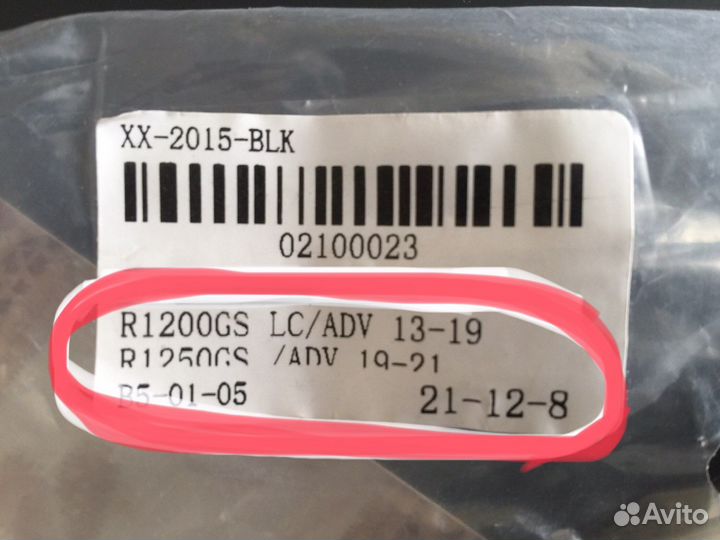 XX-2015-BLK
02100023
R1200GS LC/ADV 13-19
R1250GS /ADV 19-21
B5-01-05 21-12-8
Avito